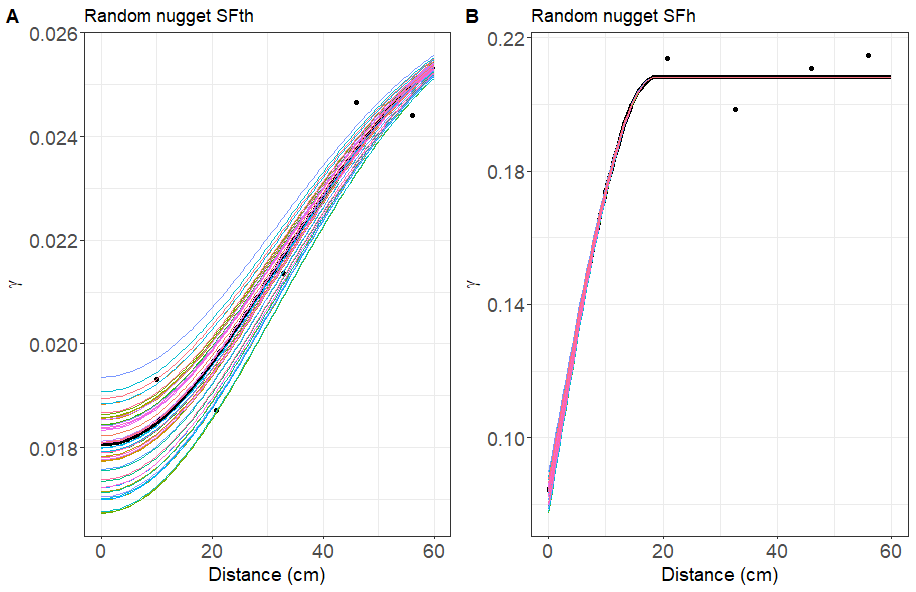 A Random nugget SFth
0.026
0.024
0.022
0.020
0.018
γ
0 20 40 60
Distance (cm)
B Random nugget SFh
0.22
0.18
0.14
0.10
γ
0 20 40 60
Distance (cm)